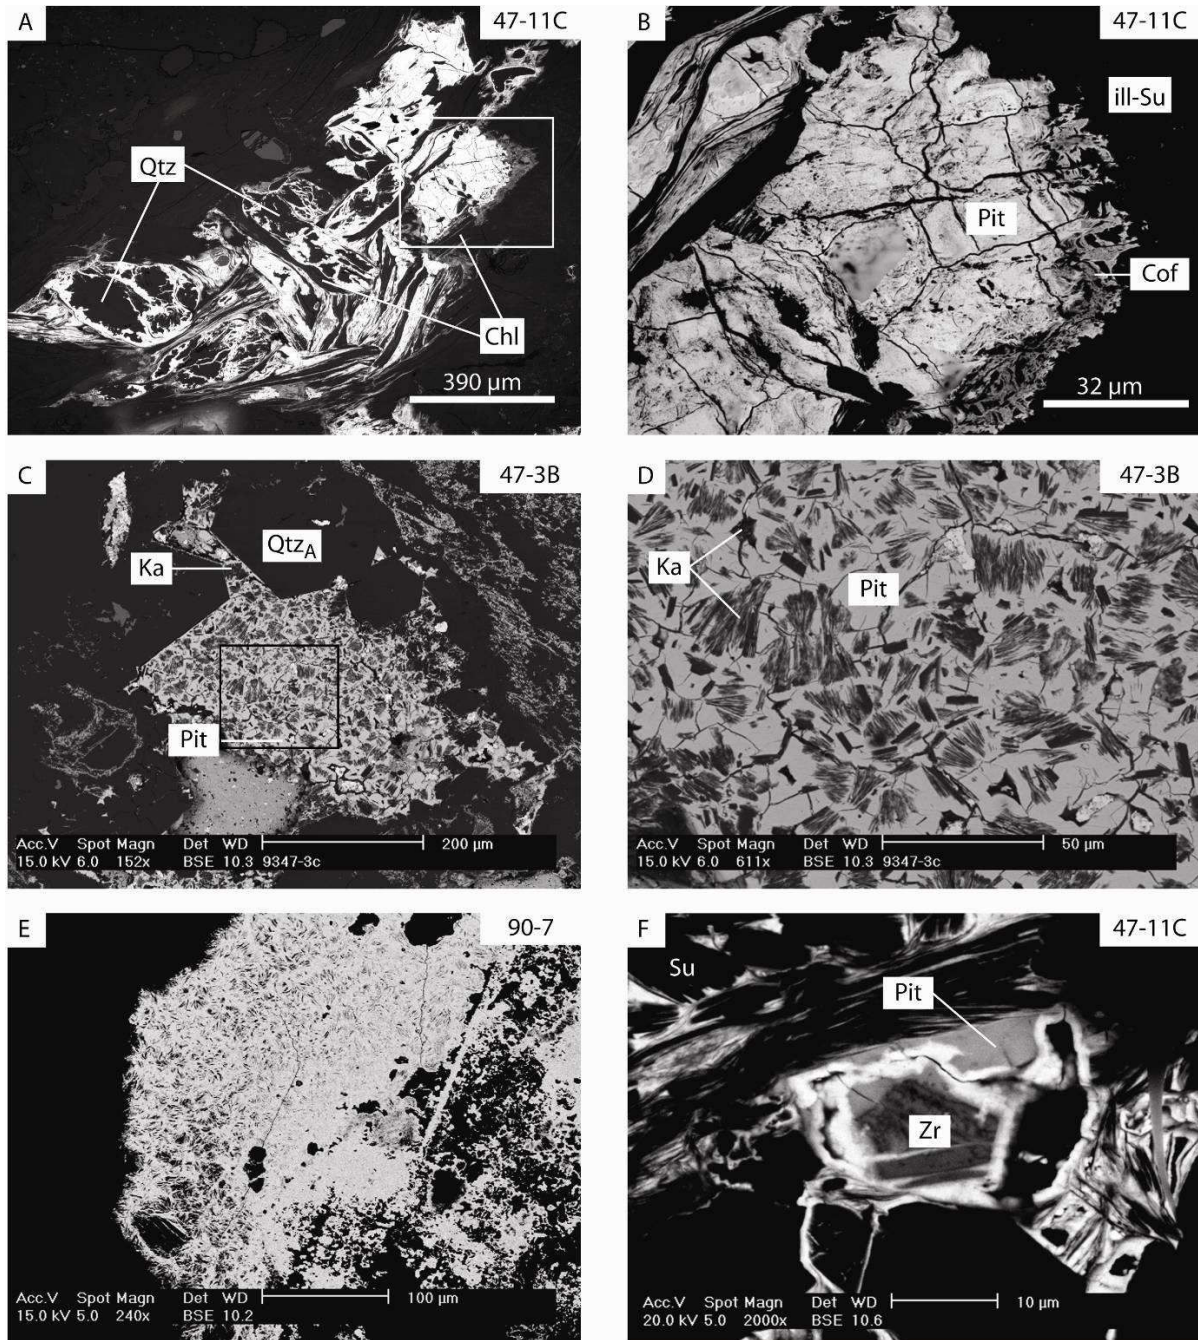 A 47-11C
Qtz
Chl
390 µm
B 47-11C
ill-Su
Pit
Cof
32 µm
C 47-3B
Qtz_A
Ka
Pit
Acc.V Spot Magn Det WD 200 µm
15.0 kV 6.0 152x BSE 10.3 9347-3c
D 47-3B
Ka
Pit
Acc.V Spot Magn Det WD 50 µm
15.0 kV 6.0 611x BSE 10.3 9347-3c
E 90-7
Acc.V Spot Magn Det WD 100 µm
15.0 kV 5.0 240x BSE 10.2
F 47-11C
Su
Pit
Zr
Acc.V Spot Magn Det WD 10 µm
20.0 kV 5.0 2000x BSE 10.6